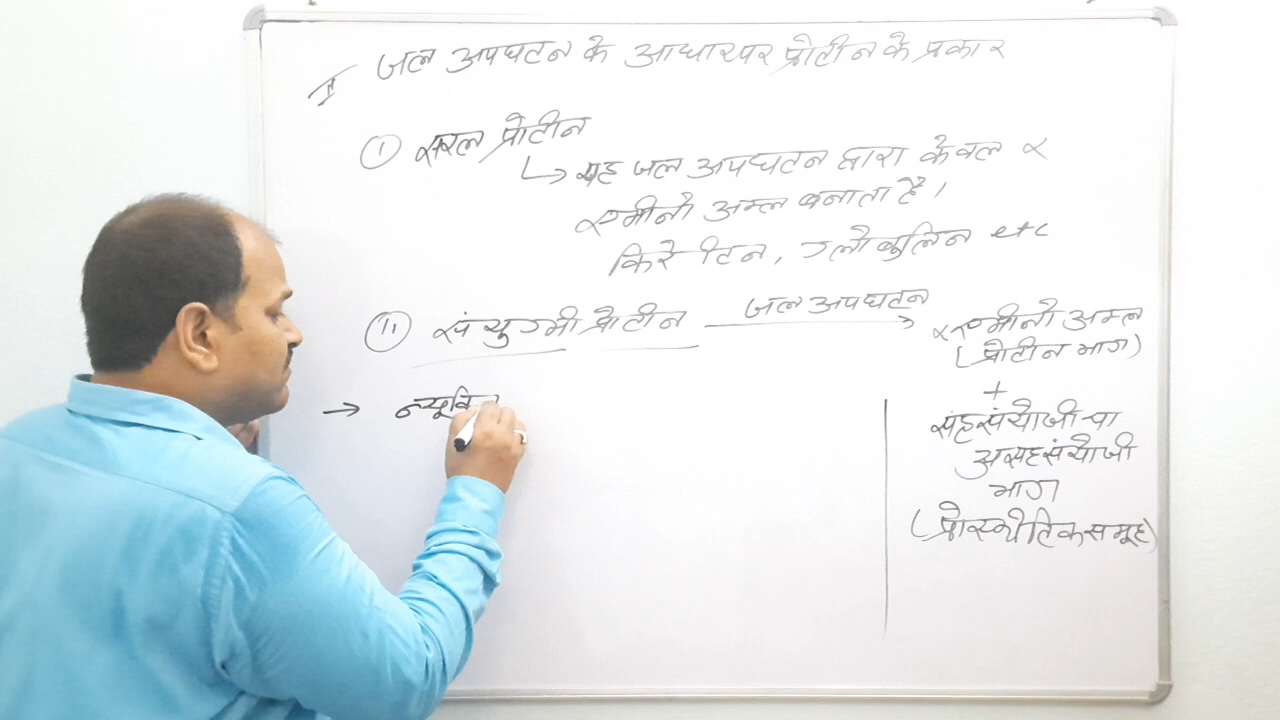 I जल अपघटन के आधार पर प्रोटीन के प्रकार
(i) सरल प्रोटीन
↳ यह जल अपघटन द्वारा केवल α
एमीनो अम्ल बनाता है।
किरेटिन, ग्लोबुलिन etc
(ii) संयुग्मी प्रोटीन जल अपघटन →
α एमीनो अम्ल
(प्रोटीन भाग)
+
सहसंयोजी या
असहसंयोजी
भाग
(प्रोस्थेटिक समूह)
→ न्यूक्लि